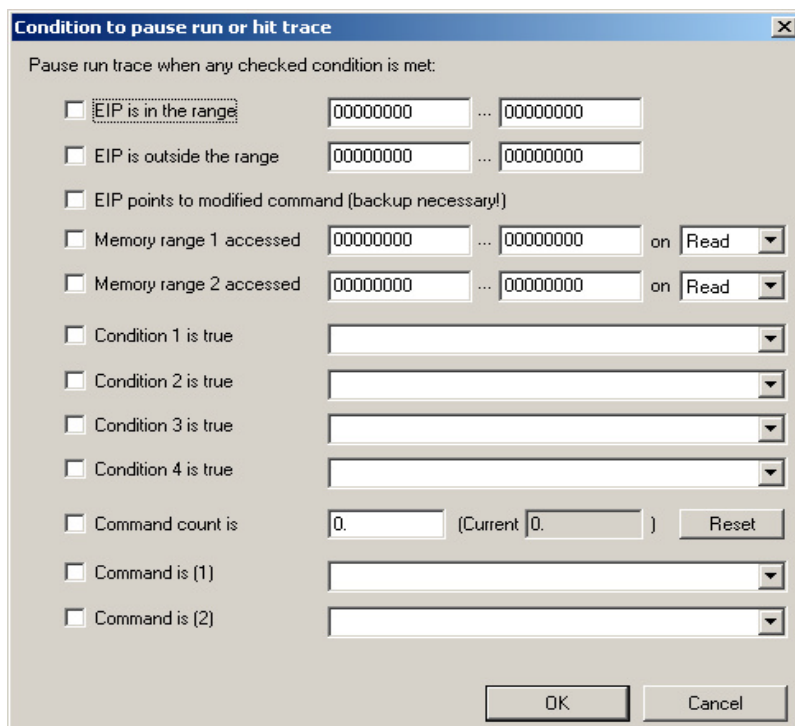 Condition to pause run or hit trace
Pause run trace when any checked condition is met:
EIP is in the range 00000000 ... 00000000
EIP is outside the range 00000000 ... 00000000
EIP points to modified command (backup necessary!)
Memory range 1 accessed 00000000 ... 00000000 on Read
Memory range 2 accessed 00000000 ... 00000000 on Read
Condition 1 is true
Condition 2 is true
Condition 3 is true
Condition 4 is true
Command count is 0. (Current 0. ) Reset
Command is (1)
Command is (2)
OK Cancel